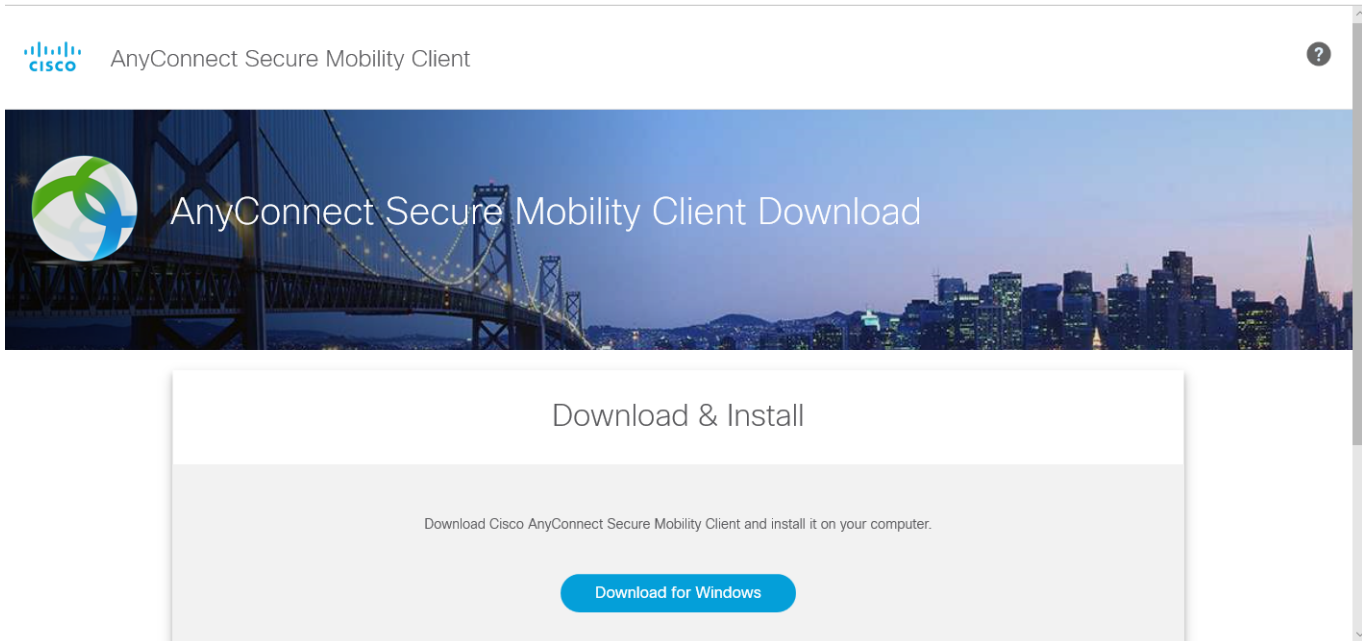 CISCO
AnyConnect Secure Mobility Client
?
AnyConnect Secure Mobility Client Download
Download & Install
Download Cisco AnyConnect Secure Mobility Client and install it on your computer.
Download for Windows